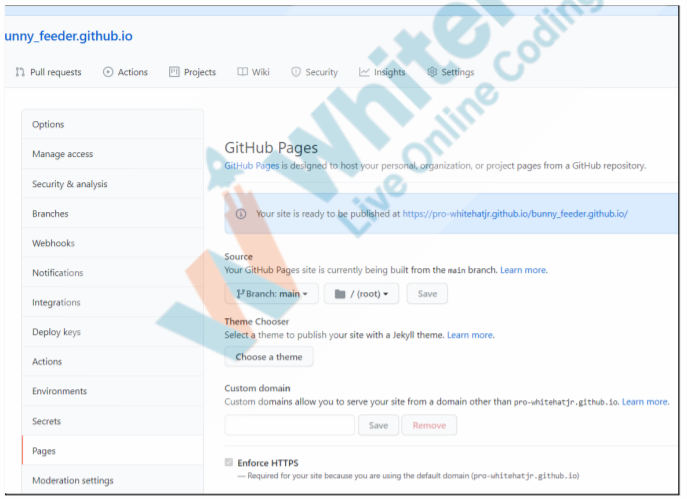 unny_feeder.github.io
Pull requests Actions Projects Wiki Security Insights Settings
Options
Manage access
Security & analysis
Branches
Webhooks
Notifications
Integrations
Deploy keys
Actions
Environments
Secrets
Pages
Moderation settings
GitHub Pages
GitHub Pages is designed to host your personal, organization, or project pages from a GitHub repository.
Your site is ready to be published at https://pro-whitehatjr.github.io/bunny_feeder.github.io/
Source
Your GitHub Pages site is currently being built from the main branch. Learn more.
Branch: main / (root) Save
Theme Chooser
Select a theme to publish your site with a Jekyll theme. Learn more.
Choose a theme
Custom domain
Custom domains allow you to serve your site from a domain other than pro-whitehatjr.github.io. Learn more.
Save Remove
Enforce HTTPS
— Required for your site because you are using the default domain (pro-whitehatjr.github.io)
Live Online Coding